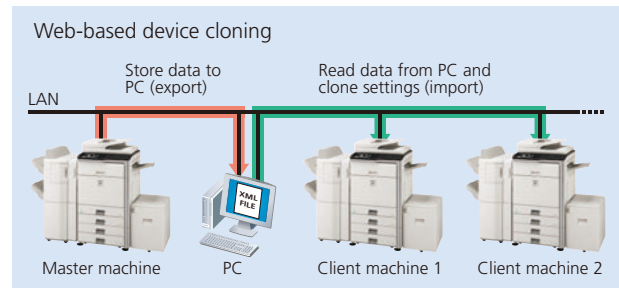 Web-based device cloning
Store data to
PC (export)
Read data from PC and
clone settings (import)
LAN
XML
FILE
Master machine
PC
Client machine 1
Client machine 2